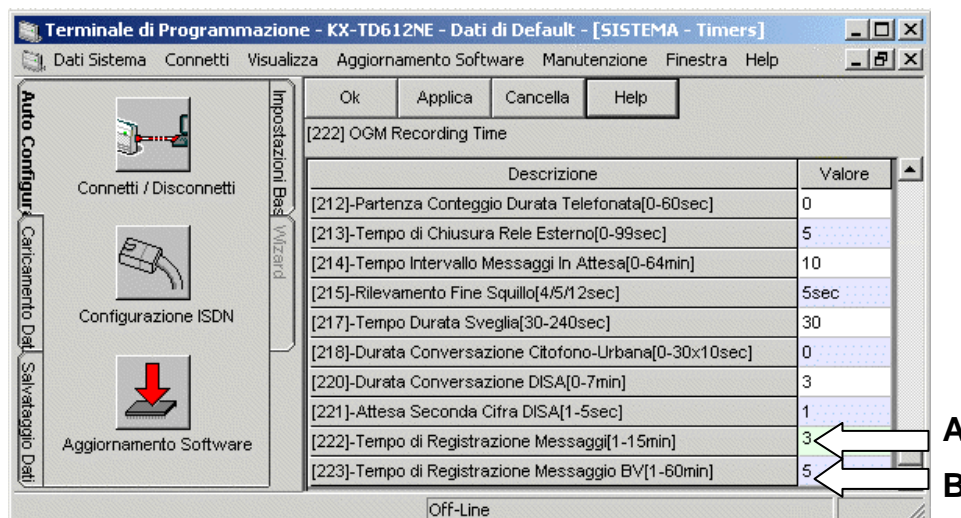 Terminale di Programmazione - KX-TD612NE - Dati di Default - [SISTEMA - Timers]
Dati Sistema Connetti Visualizza Aggiornamento Software Manutenzione Finestra Help
Auto Configura
Caricamento Dati
Salvataggio Dati
Connetti / Disconnetti
Configurazione ISDN
Aggiornamento Software
Impostazioni Bas
Wizard
Ok Applica Cancella Help
[222] OGM Recording Time
Descrizione Valore
[212]-Partenza Conteggio Durata Telefonata[0-60sec] 0
[213]-Tempo di Chiusura Rele Esterno[0-99sec] 5
[214]-Tempo Intervallo Messaggi In Attesa[0-64min] 10
[215]-Rilevamento Fine Squillo[4/5/12sec] 5sec
[217]-Tempo Durata Sveglia[30-240sec] 30
[218]-Durata Conversazione Citofono-Urbana[0-30x10sec] 0
[220]-Durata Conversazione DISA[0-7min] 3
[221]-Attesa Seconda Cifra DISA[1-5sec] 1
[222]-Tempo di Registrazione Messaggi[1-15min] 3 A
[223]-Tempo di Registrazione Messaggio BV[1-60min] 5 B
Off-Line